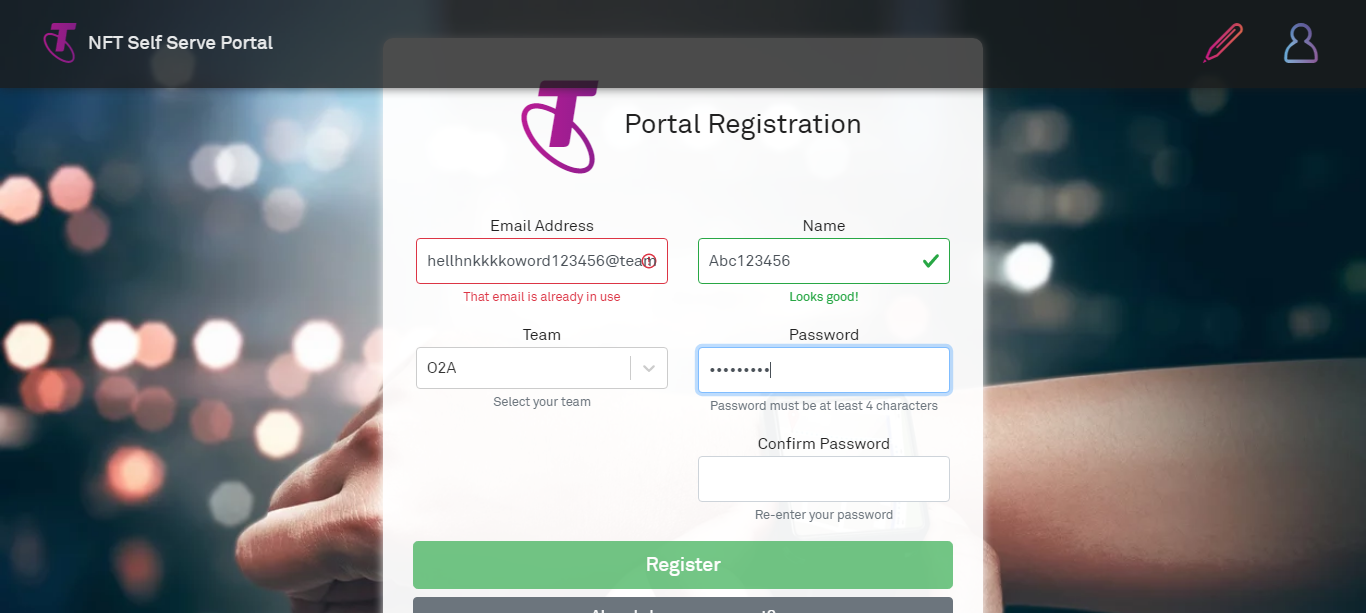 NFT Self Serve Portal
Portal Registration
Email Address
Name
hellhnkkkkoword123456@team
Abc123456
That email is already in use
Looks good!
Team
Password
O2A
•••••••••
Select your team
Password must be at least 4 characters
Confirm Password
Re-enter your password
Register